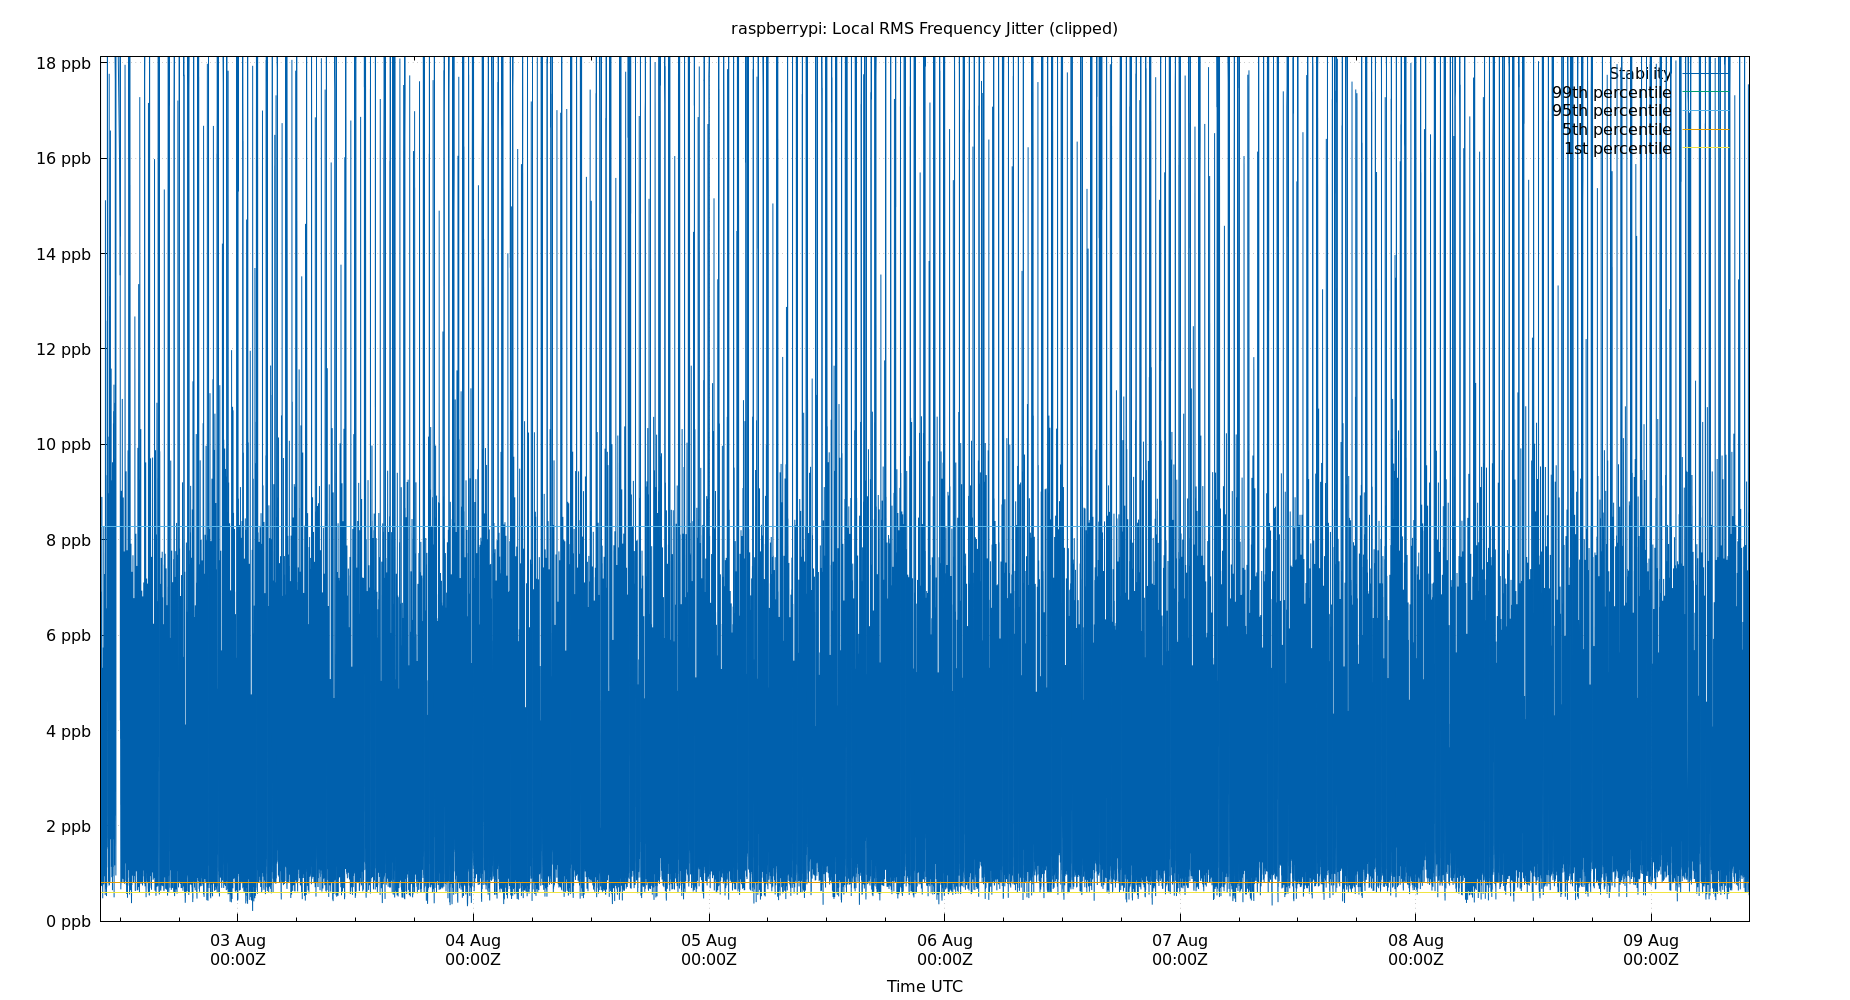 raspberrypi: Local RMS Frequency Jitter (clipped)
18 ppb
16 ppb
14 ppb
12 ppb
10 ppb
8 ppb
6 ppb
4 ppb
2 ppb
0 ppb
Stability
99th percentile
95th percentile
5th percentile
1st percentile
03 Aug
00:00Z
04 Aug
00:00Z
05 Aug
00:00Z
06 Aug
00:00Z
07 Aug
00:00Z
08 Aug
00:00Z
09 Aug
00:00Z
Time UTC